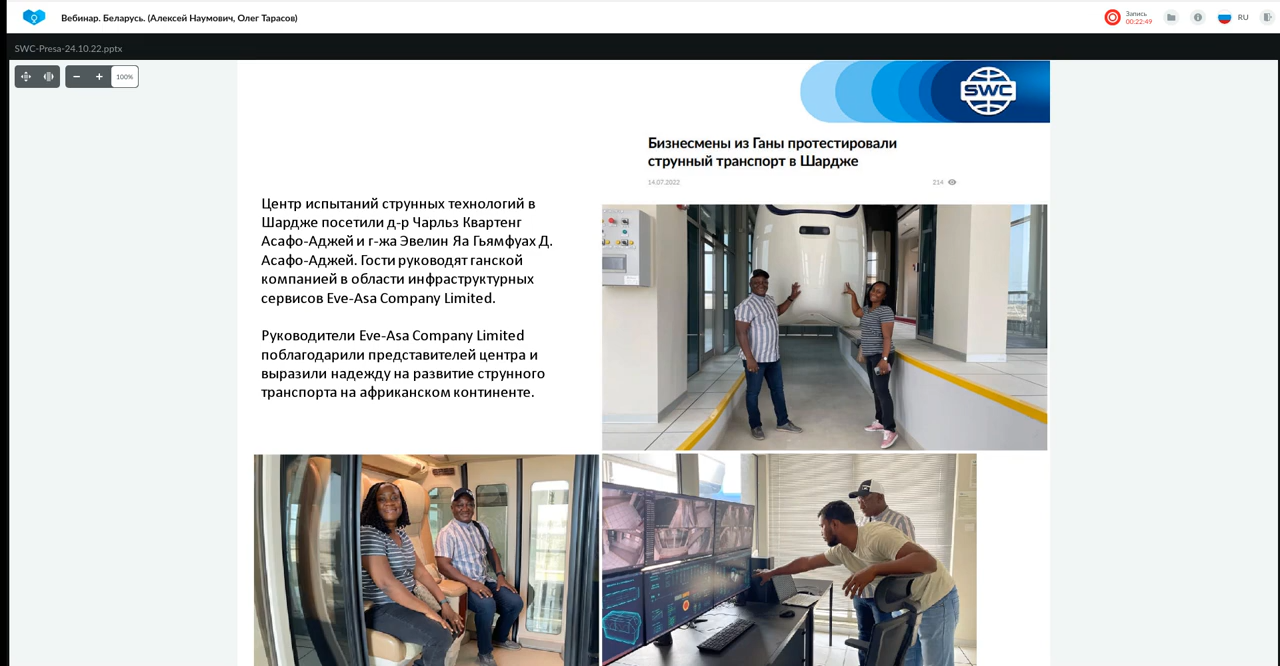 Вебинар. Беларусь. (Алексей Наумович, Олег Тарасов)
Запись
00:22:49
RU
SWC-Presa-24.10.22.pptx
100%
SWC
Бизнесмены из Ганы протестировали
струнный транспорт в Шардже
14.07.2022
214
Центр испытаний струнных технологий в
Шардже посетили д-р Чарльз Квартенг
Асафо-Аджей и г-жа Эвелин Яа Гьямфуах Д.
Асафо-Аджей. Гости руководят ганской
компанией в области инфраструктурных
сервисов Eve-Asa Company Limited.
Руководители Eve-Asa Company Limited
поблагодарили представителей центра и
выразили надежду на развитие струнного
транспорта на африканском континенте.